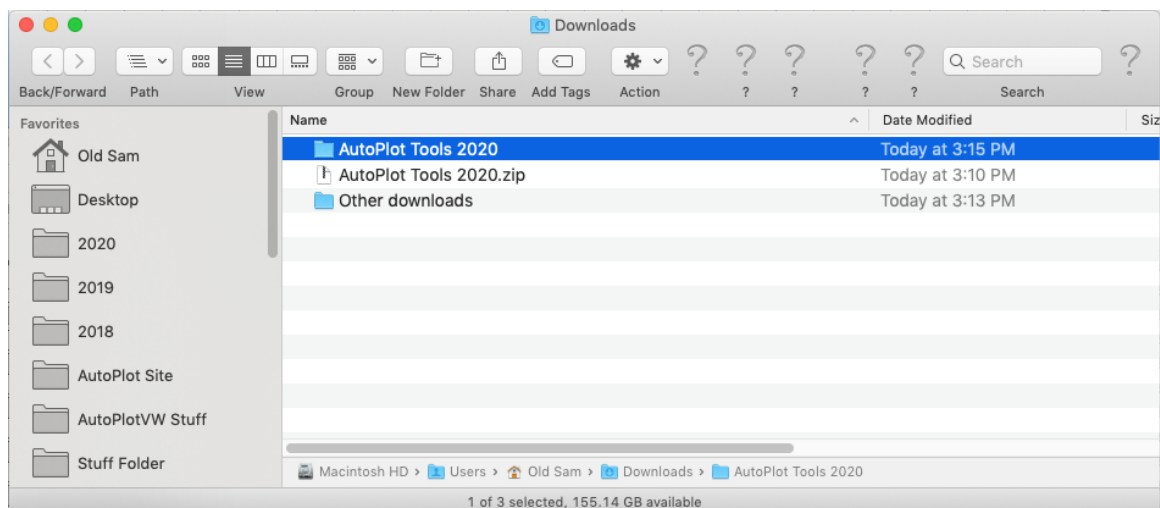 Downloads
Search
Back/Forward Path View Group New Folder Share Add Tags Action ? ? ? ? Search
Favorites
Name Date Modified Siz
Old Sam
Desktop
2020
2019
2018
AutoPlot Site
AutoPlotVW Stuff
Stuff Folder
AutoPlot Tools 2020 Today at 3:15 PM
AutoPlot Tools 2020.zip Today at 3:10 PM
Other downloads Today at 3:13 PM
Macintosh HD › Users › Old Sam › Downloads › AutoPlot Tools 2020
1 of 3 selected, 155.14 GB available